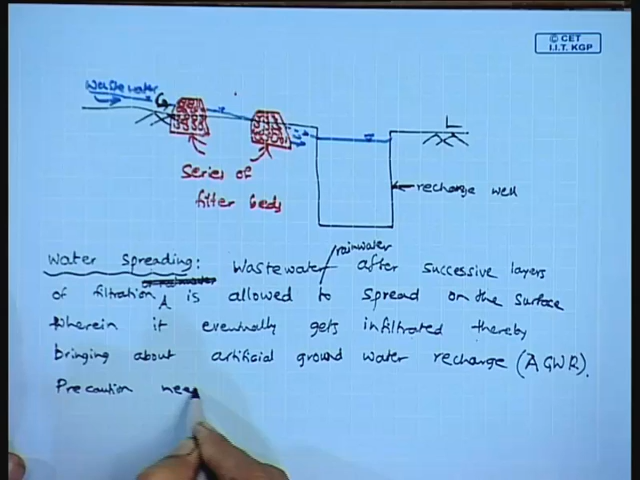 © CET
I.I.T. KGP
Wastewater
Series of
filter beds
recharge well
Water Spreading: Wastewater / rainwater after successive layers
of filtration is allowed to spread on the surface
wherein it eventually gets infiltrated thereby
bringing about artificial ground water recharge (AGWR).
Precaution nee